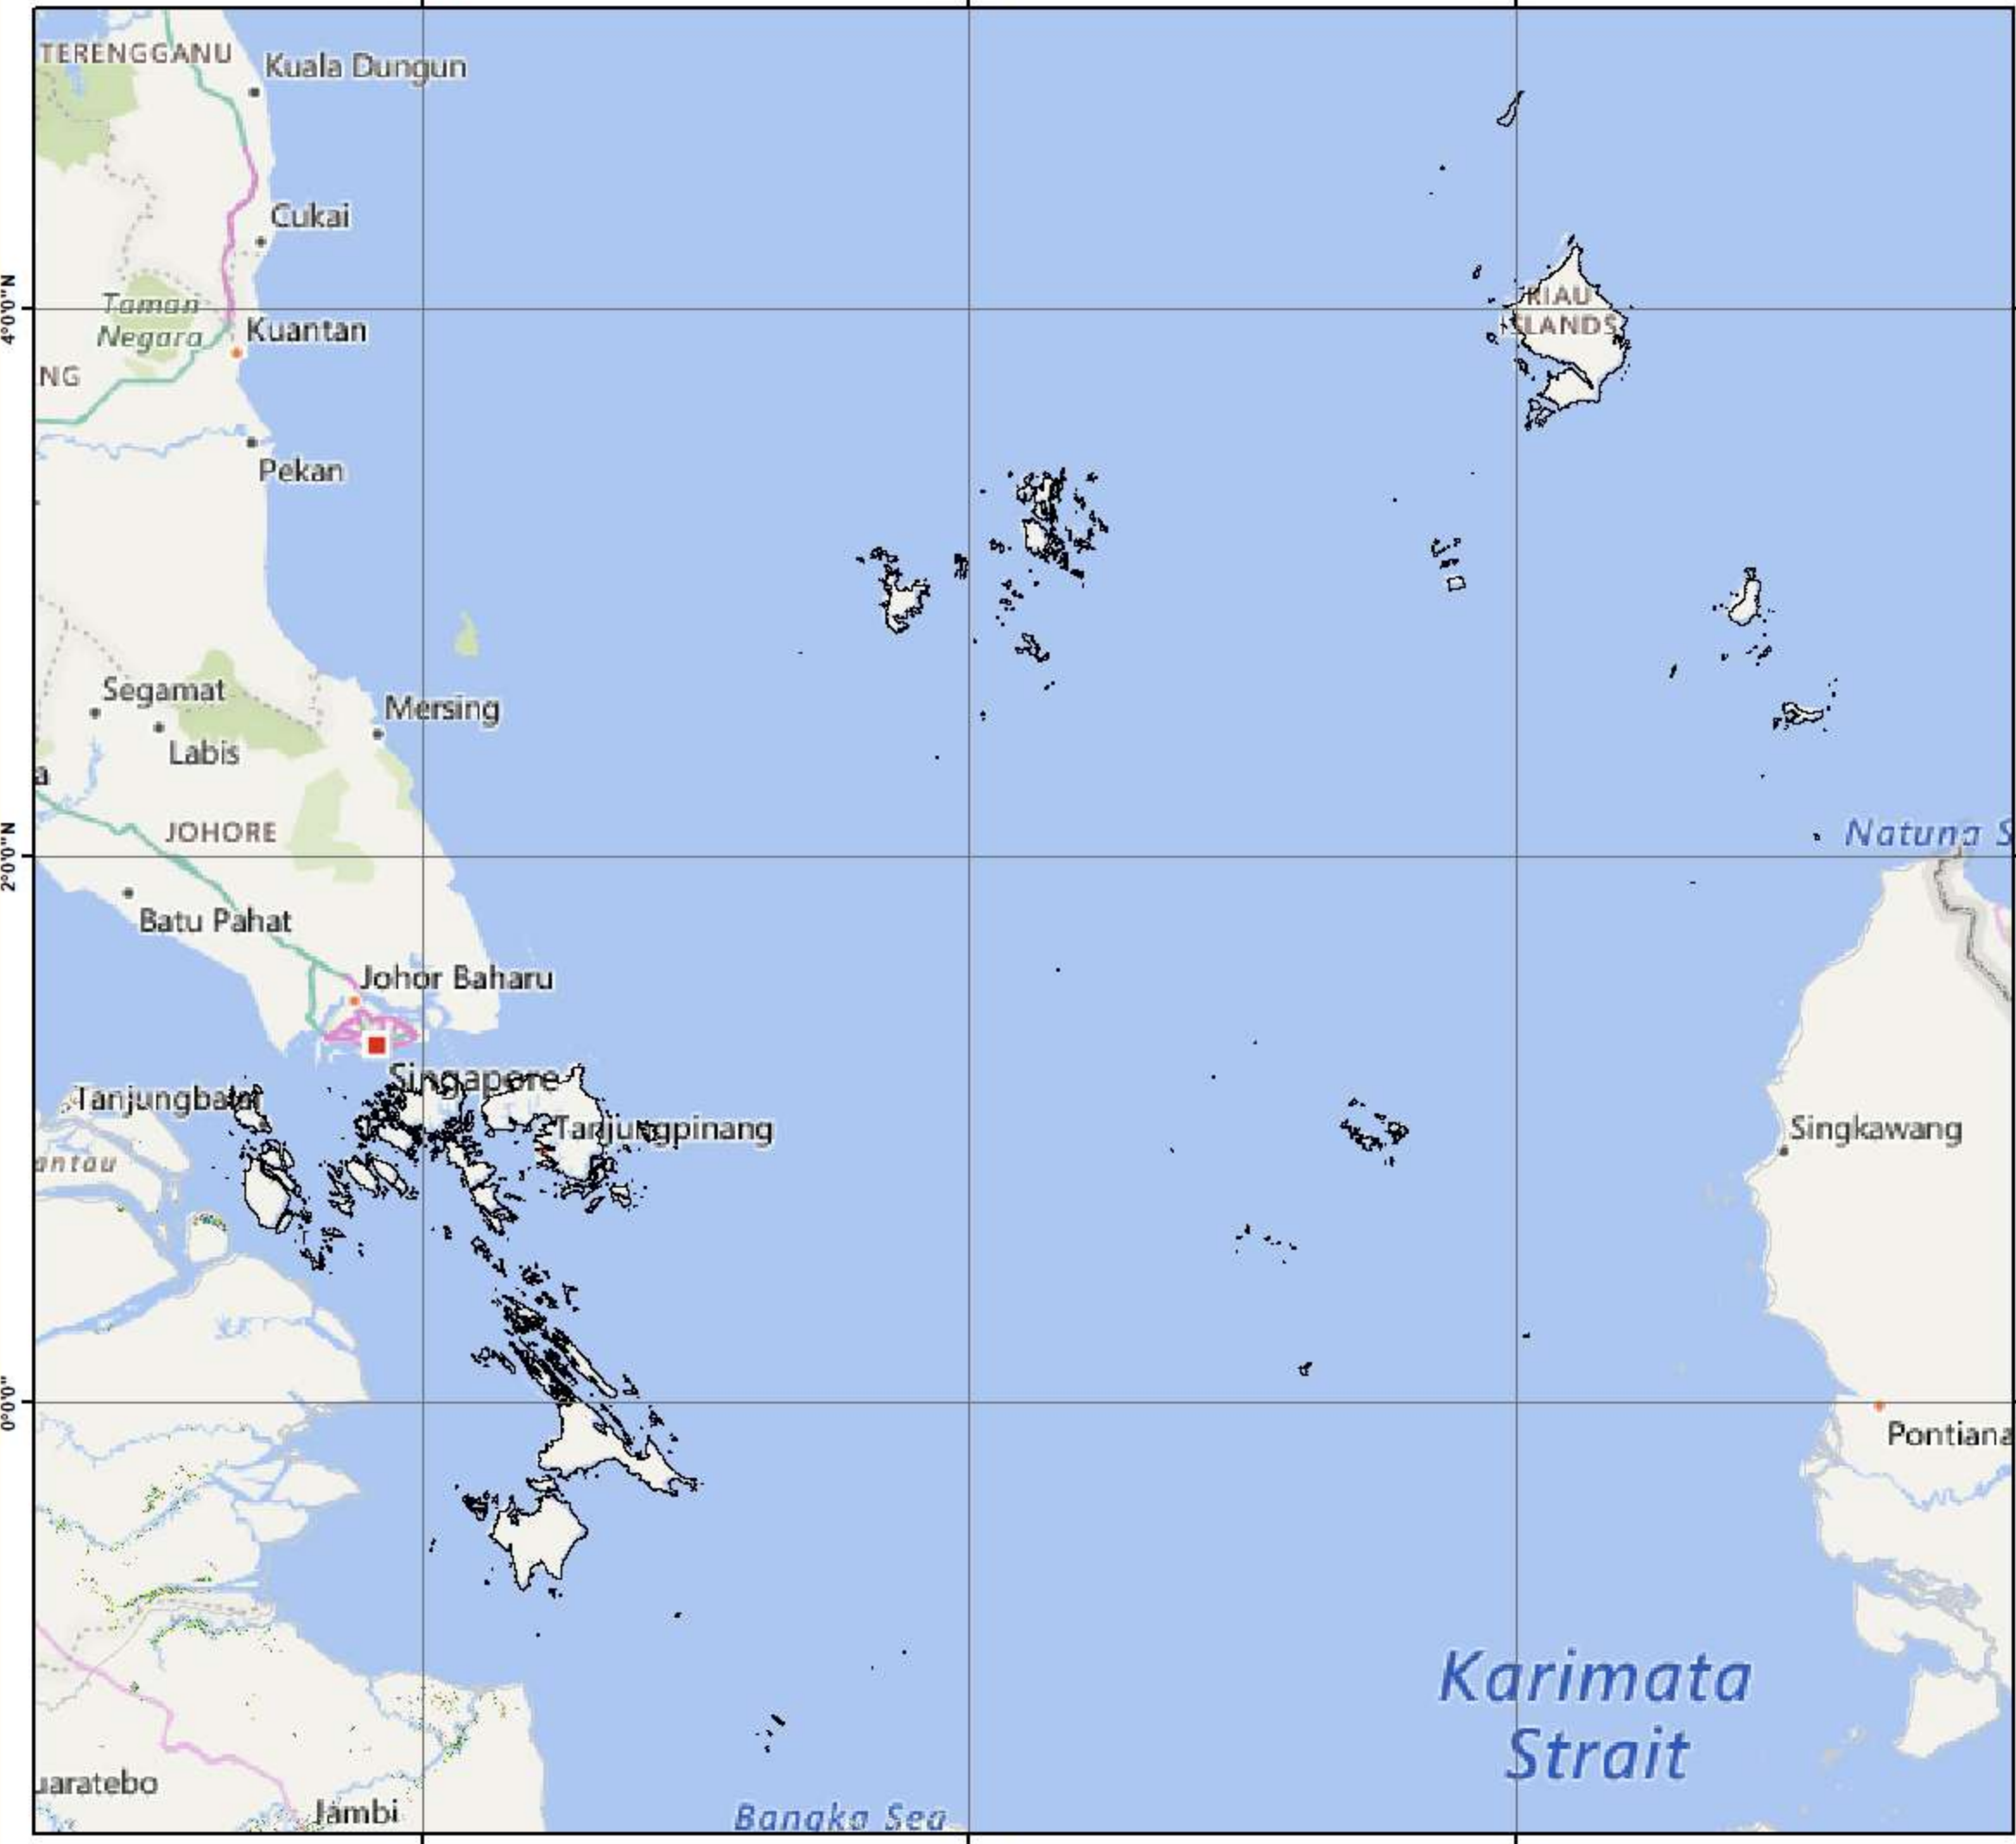 TERENGGANU
Kuala Dungun
Cukai
4°0'0"N
RIAU
ISLANDS
Taman
Negara
Kuantan
NG
Pekan
Segamat
Mersing
Labis
a
JOHORE
2°0'0"N
Natuna S
Batu Pahat
Johor Baharu
Singapore
Tanjungbalai
Tanjungpinang
Singkawang
antau
0°0'0"
Pontiana
Karimata
Strait
uaratebo
Jambi
Bangka Sea